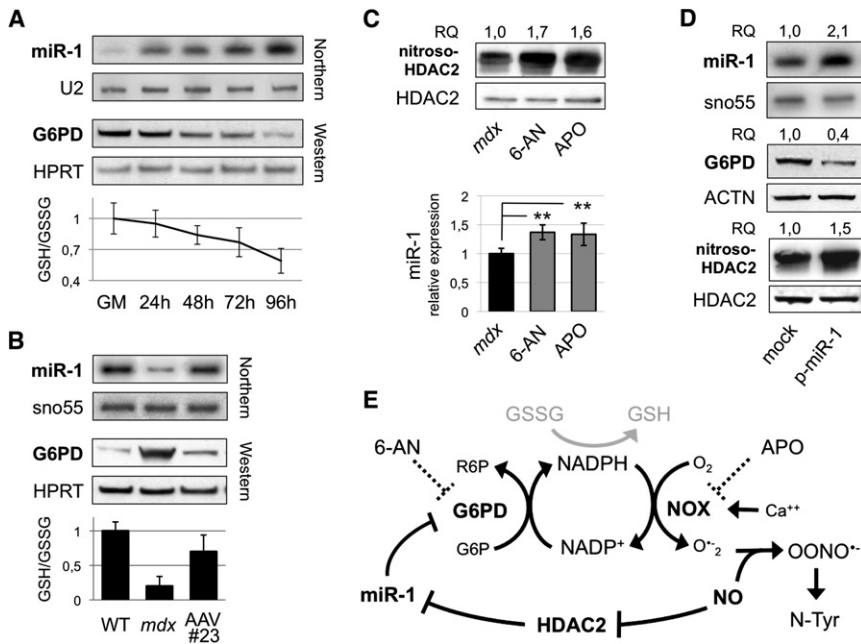 A
miR-1
U2
Northern
G6PD
HPRT
Western
GSH/GSSG
1
0,7
0,4
GM 24h 48h 72h 96h
B
miR-1
sno55
Northern
G6PD
HPRT
Western
GSH/GSSG
1
0,5
0
WT mdx AAV #23
C
RQ 1,0 1,7 1,6
nitroso-
HDAC2
HDAC2
mdx 6-AN APO
miR-1
relative expression
1,5
1
0,5
0
** **
mdx 6-AN APO
D
RQ 1,0 2,1
miR-1
sno55
RQ 1,0 0,4
G6PD
ACTN
RQ 1,0 1,5
nitroso-
HDAC2
HDAC2
mock p-miR-1
E
GSSG GSH
6-AN APO
R6P NADPH O2
G6PD NOX Ca++
G6P NADP+ O•-2 OONO•-
miR-1 NO
HDAC2 N-Tyr